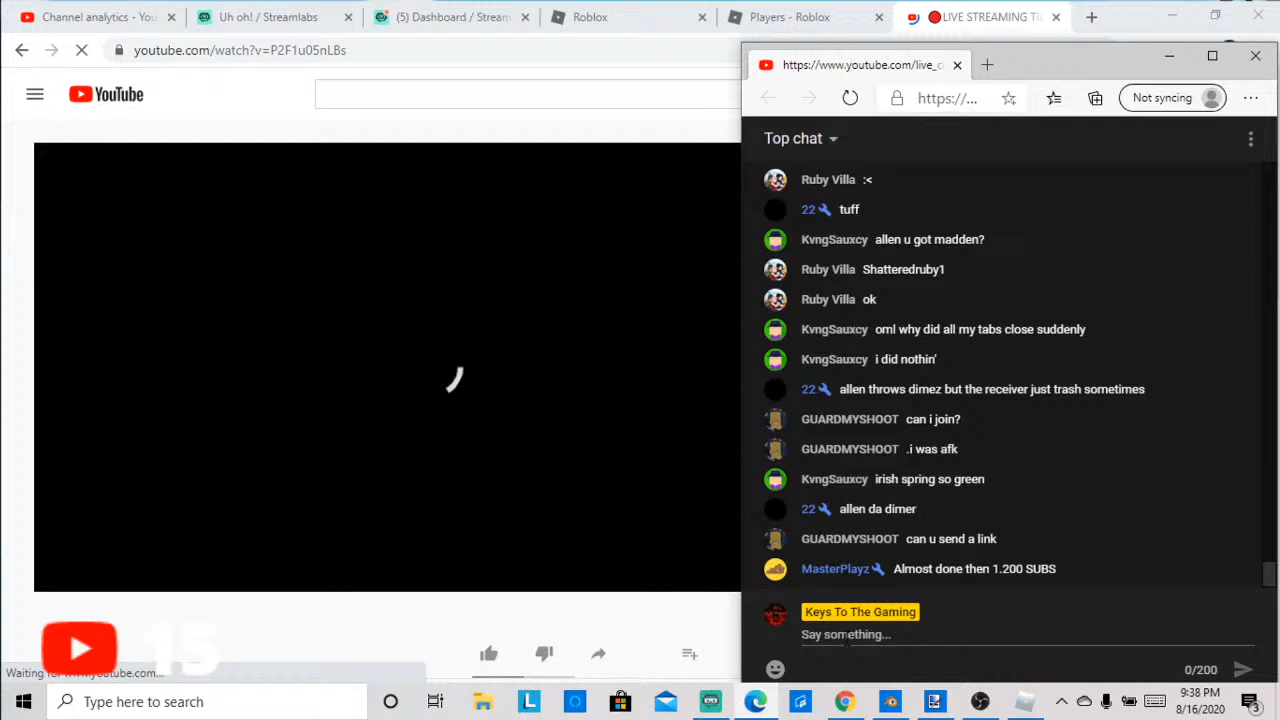 Channel analytics - You
Uh oh! / Streamlabs
(5) Dashboard / Stream
Roblox
Players - Roblox
LIVE STREAMING TIL
youtube.com/watch?v=P2F1u05nLBs
https://www.youtube.com/live_c
YouTube
https://...
Not syncing
Top chat
Ruby Villa :<
22 tuff
KvngSauxcy allen u got madden?
Ruby Villa Shatteredruby1
Ruby Villa ok
KvngSauxcy oml why did all my tabs close suddenly
KvngSauxcy i did nothin'
22 allen throws dimez but the receiver just trash sometimes
GUARDMYSHOOT can i join?
GUARDMYSHOOT .i was afk
KvngSauxcy irish spring so green
22 allen da dimer
GUARDMYSHOOT can u send a link
MasterPlayz Almost done then 1.200 SUBS
Keys To The Gaming
Say something...
15
0/200
Waiting for www.youtube.com...
Type here to search
9:38 PM
8/16/2020
3